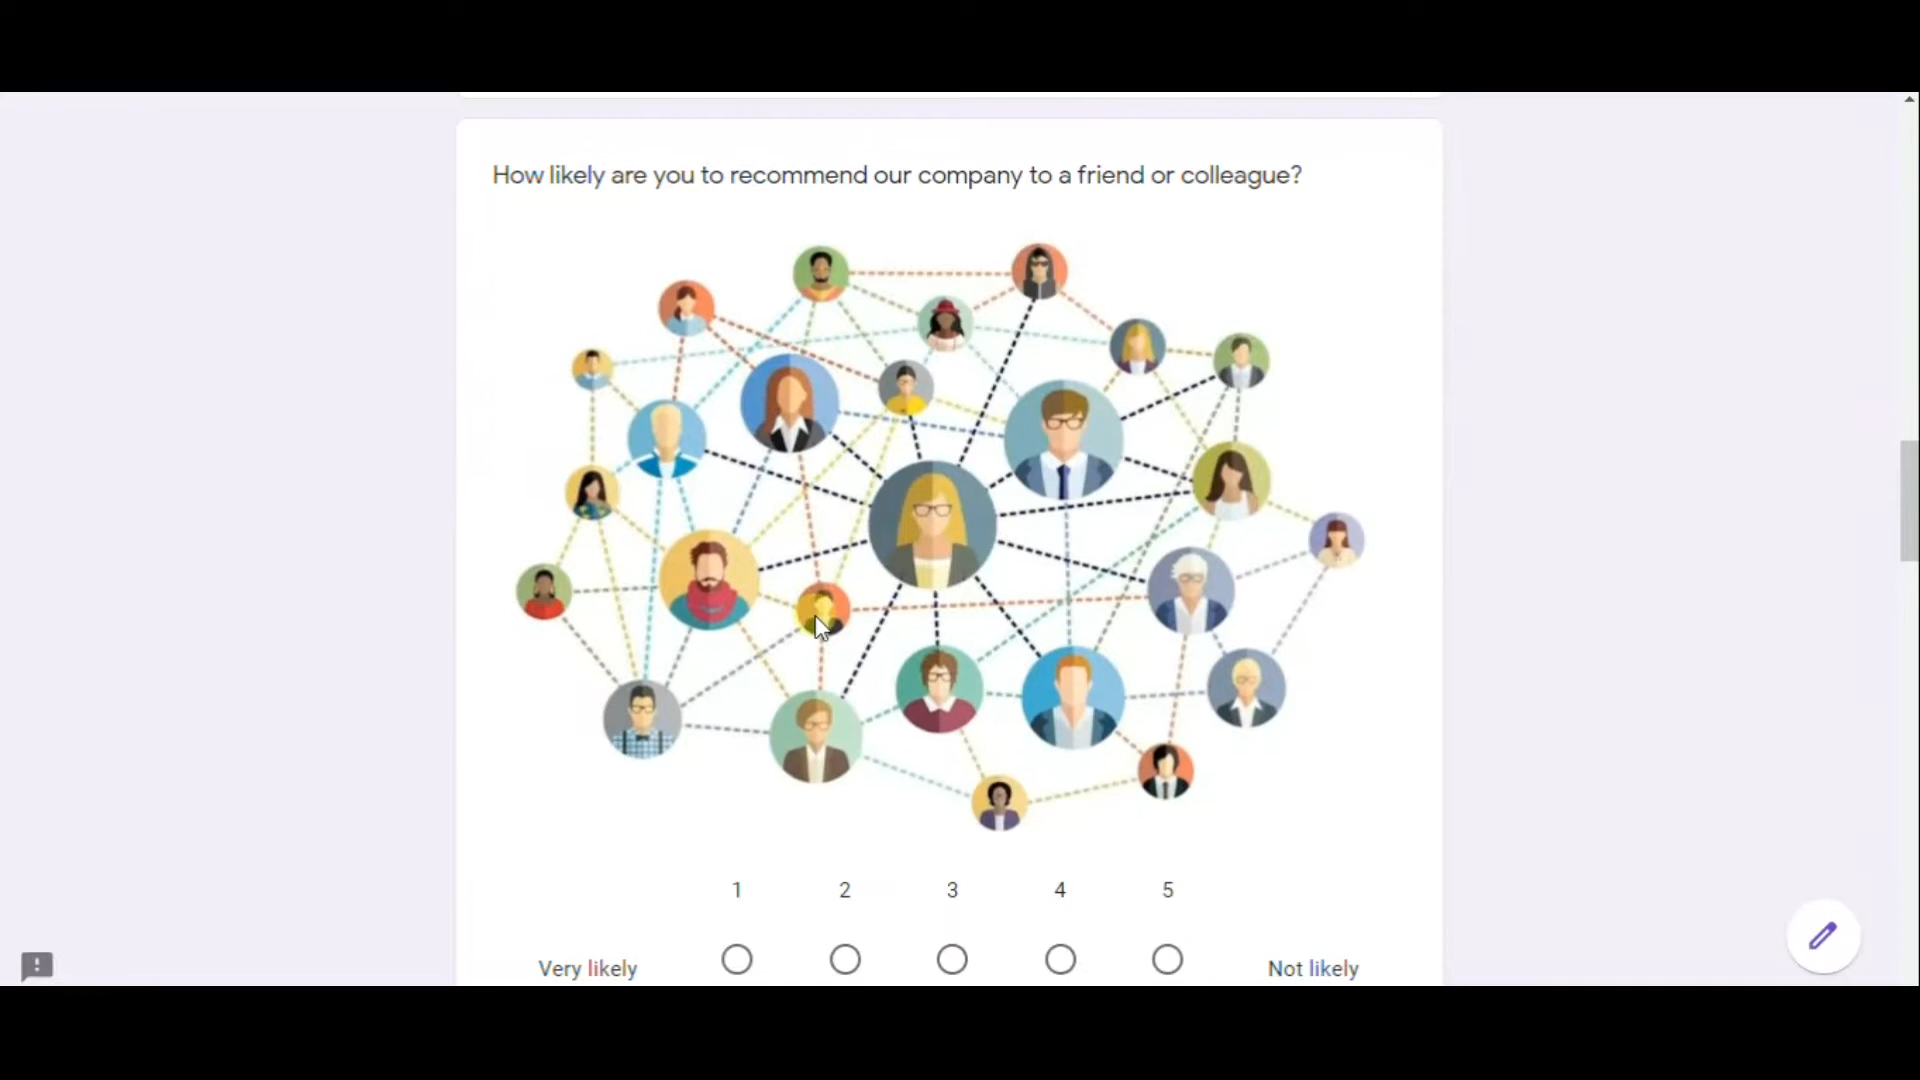 How likely are you to recommend our company to a friend or colleague?
1 2 3 4 5
Very likely Not likely